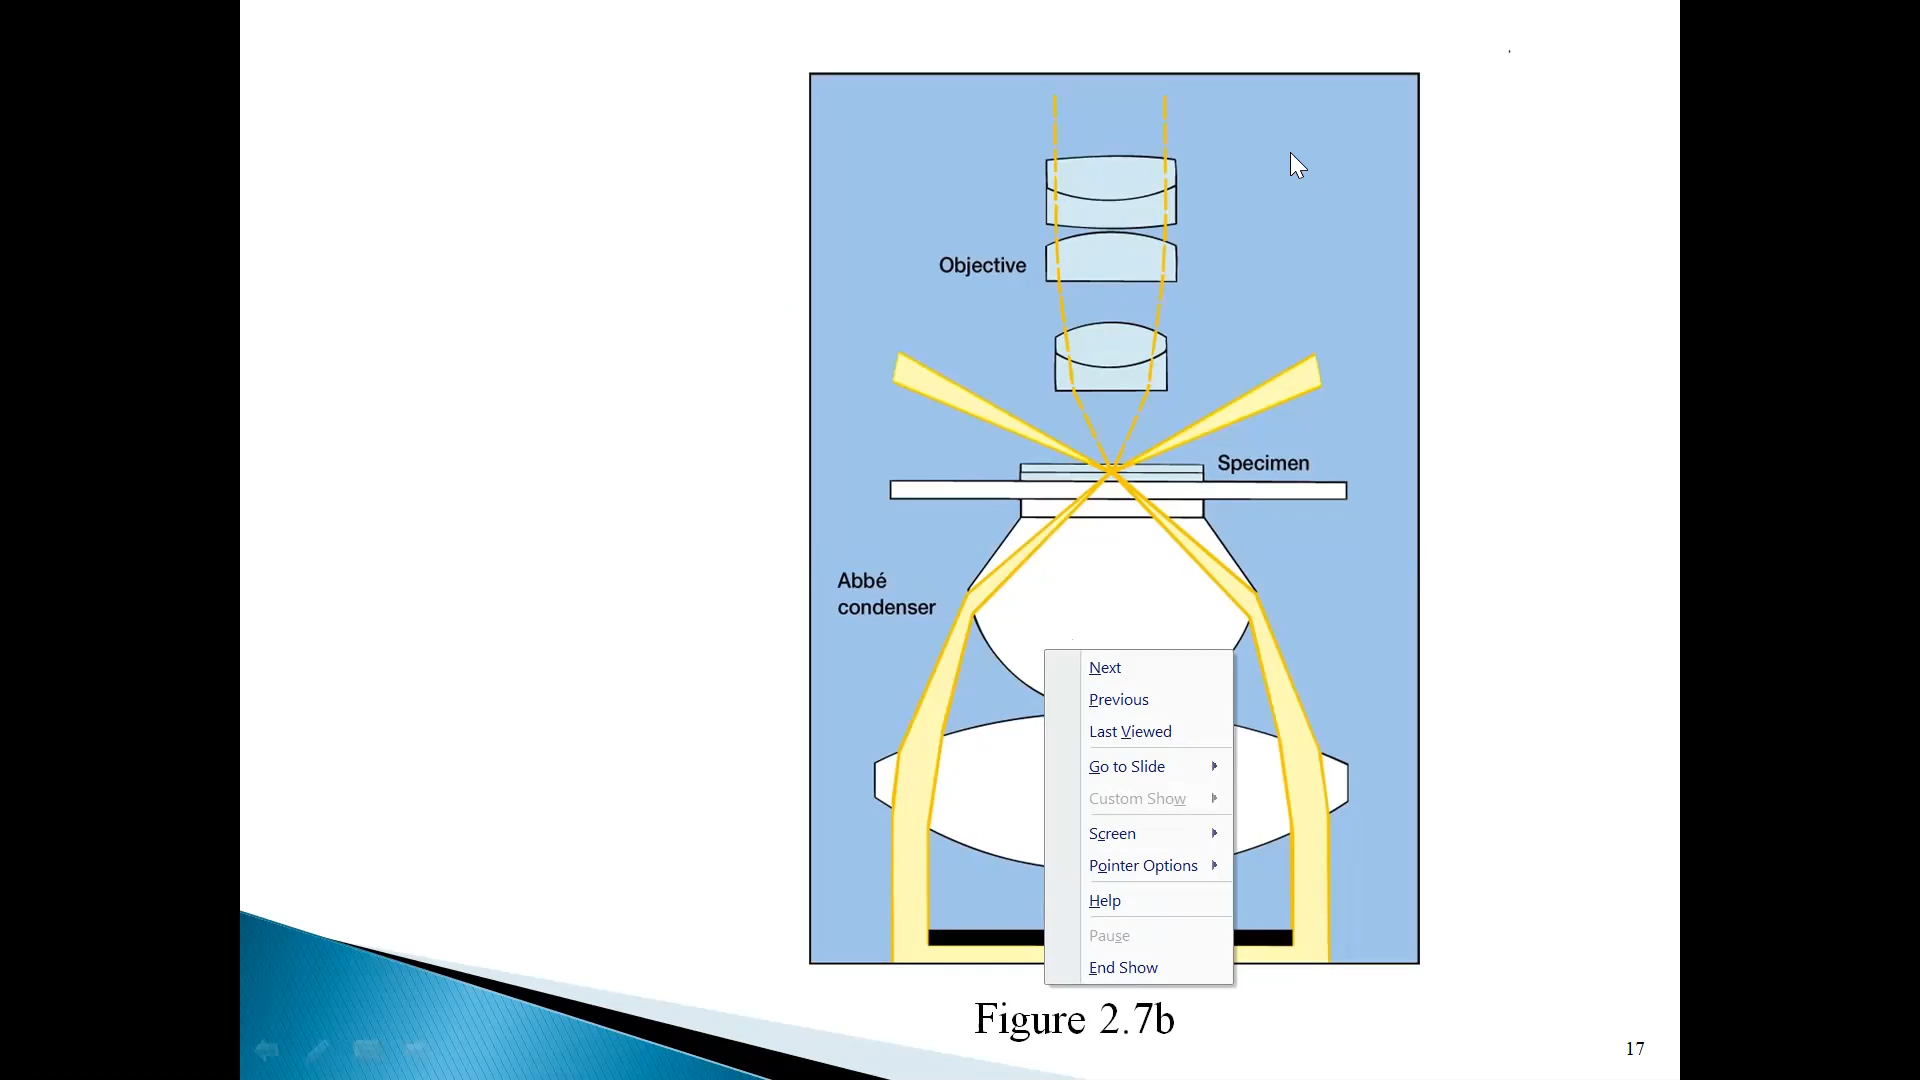 Objective
Specimen
Abbé
condenser
Next
Previous
Last Viewed
Go to Slide
Custom Show
Screen
Pointer Options
Help
Pause
End Show
Figure 2.7b
17